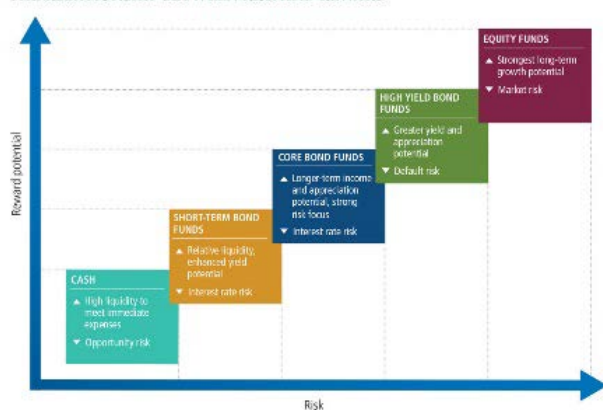 EQUITY FUNDS
▲ Strongest long-term
growth potential
▼ Market risk
HIGH YIELD BOND
FUNDS
▲ Greater yield and
appreciation
potential
▼ Default risk
CORE BOND FUNDS
▲ Longer-term income
and appreciation
potential, strong
risk focus
▼ Interest rate risk
SHORT-TERM BOND
FUNDS
▲ Relative liquidity,
enhanced yield
potential
▼ Interest rate risk
CASH
▲ High liquidity to
meet immediate
expenses
▼ Opportunity risk
Reward potential
Risk